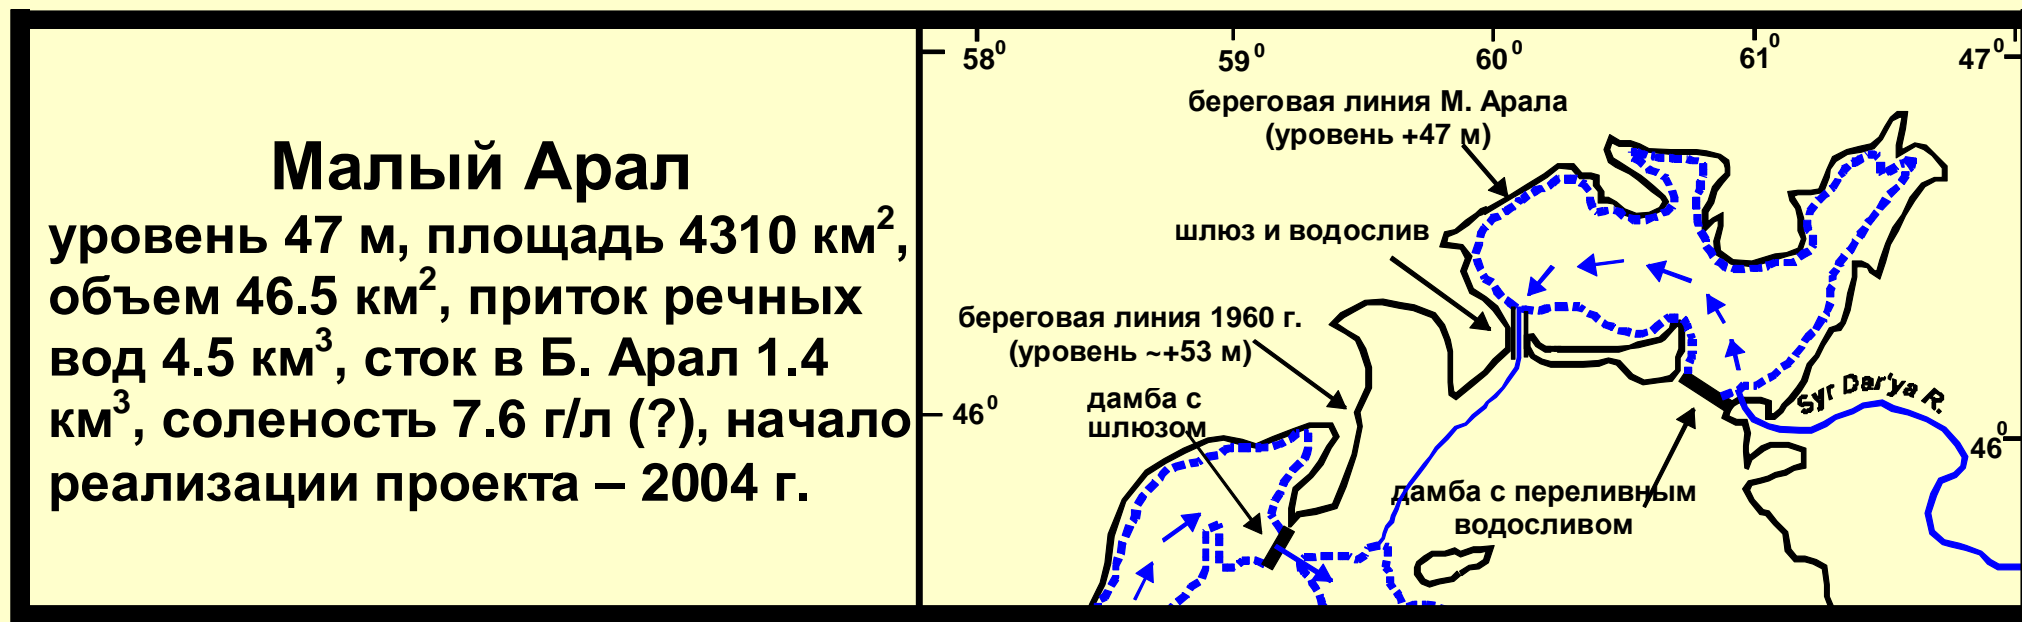 Малый Арал
уровень 47 м, площадь 4310 км²,
объем 46.5 км², приток речных
вод 4.5 км³, сток в Б. Арал 1.4
км³, соленость 7.6 г/л (?), начало
реализации проекта – 2004 г.
58⁰
59⁰
60⁰
61⁰
47⁰
береговая линия М. Арала
(уровень +47 м)
шлюз и водослив
береговая линия 1960 г.
(уровень ~+53 м)
дамба с
шлюзом
46⁰
Syr Dar'ya R.
46⁰
дамба с переливным
водосливом